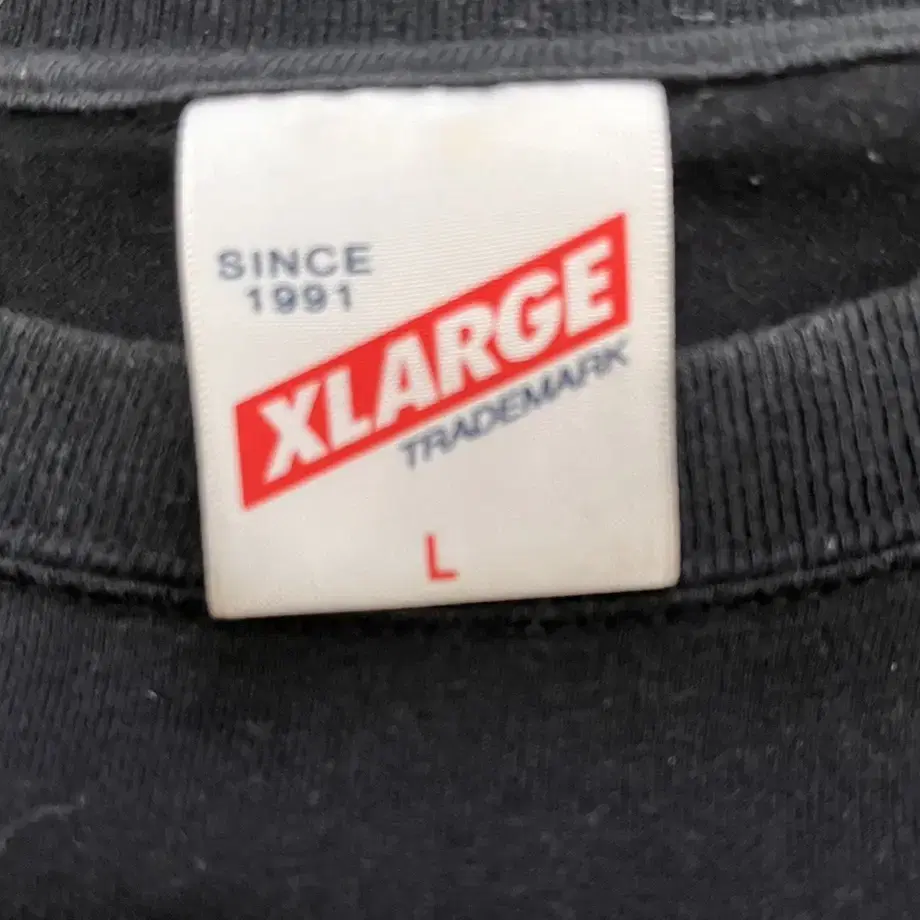 SINCE
1991
XLARGE
TRADEMARK
L